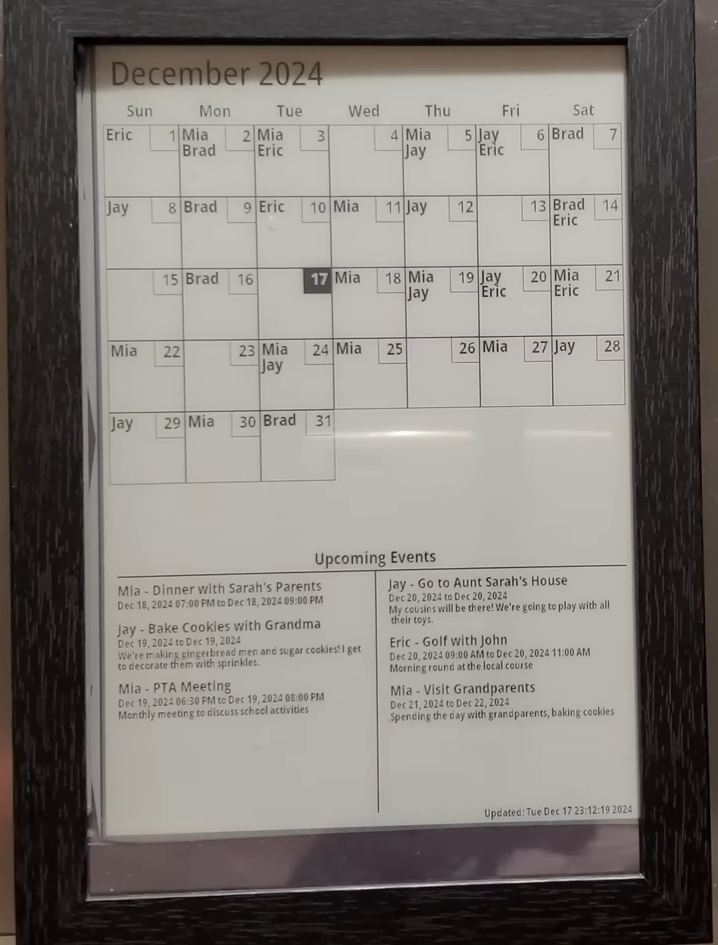 December 2024
Sun Mon Tue Wed Thu Fri Sat
Eric 1 Mia 2 Mia 3 4 Mia 5 Jay 6 Brad 7
Brad Eric Jay Eric
Jay 8 Brad 9 Eric 10 Mia 11 Jay 12 13 Brad 14
Eric
15 Brad 16 17 Mia 18 Mia 19 Jay 20 Mia 21
Jay Eric Eric
Mia 22 23 Mia 24 Mia 25 26 Mia 27 Jay 28
Jay
Jay 29 Mia 30 Brad 31
Upcoming Events
Mia - Dinner with Sarah's Parents
Dec 18, 2024 07:00 PM to Dec 18, 2024 09:00 PM
Jay - Bake Cookies with Grandma
Dec 19, 2024 to Dec 19, 2024
We're making gingerbread men and sugar cookies! I get
to decorate them with sprinkles.
Mia - PTA Meeting
Dec 19, 2024 06:30 PM to Dec 19, 2024 08:00 PM
Monthly meeting to discuss school activities
Jay - Go to Aunt Sarah's House
Dec 20, 2024 to Dec 20, 2024
My cousins will be there! We're going to play with all
their toys.
Eric - Golf with John
Dec 20, 2024 09:00 AM to Dec 20, 2024 11:00 AM
Morning round at the local course
Mia - Visit Grandparents
Dec 21, 2024 to Dec 22, 2024
Spending the day with grandparents, baking cookies
Updated: Tue Dec 17 23:12:19 2024